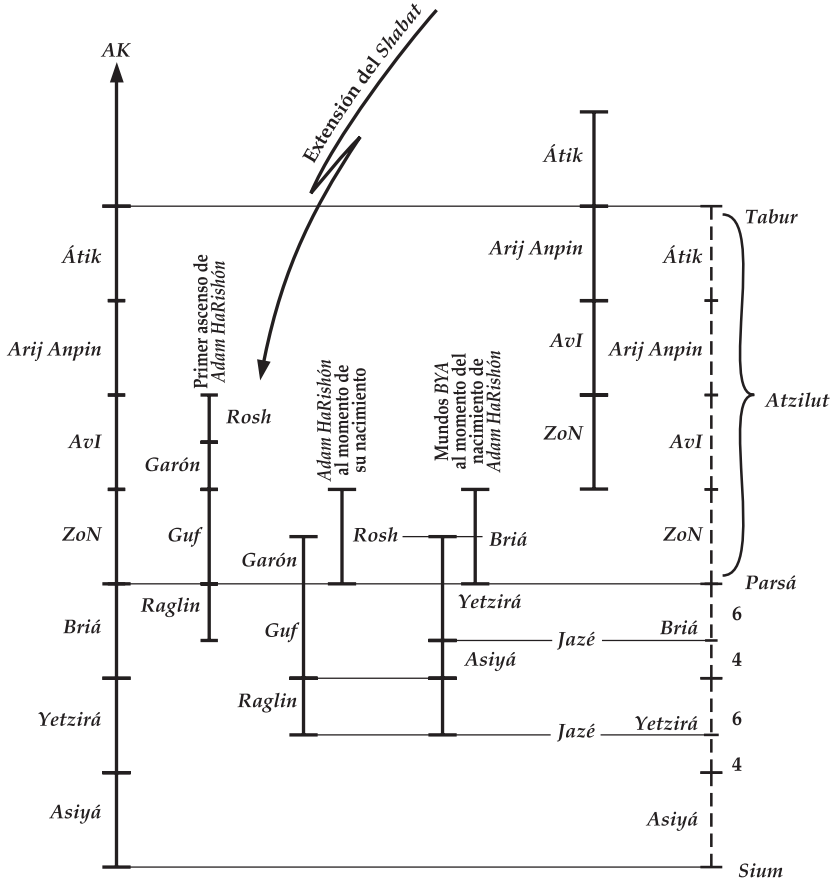 AK
Extensión del Shabat
Átik
Tabur
Átik
Arij Anpin
Átik
Primer ascenso de
Adam HaRishón
Arij Anpin
AvI
Arij Anpin
Adam HaRishón
al momento de
su nacimiento
Mundos BYA
al momento del
nacimiento de
Adam HaRishón
Atzilut
Rosh
AvI
Garón
ZoN
AvI
ZoN
Guf
Garón
Rosh
Briá
ZoN
Parsá
Raglin
Yetzirá
6
Briá
Guf
Jazé
Briá
Asiyá
4
Raglin
Yetzirá
Jazé
Yetzirá
6
4
Asiyá
Asiyá
Sium